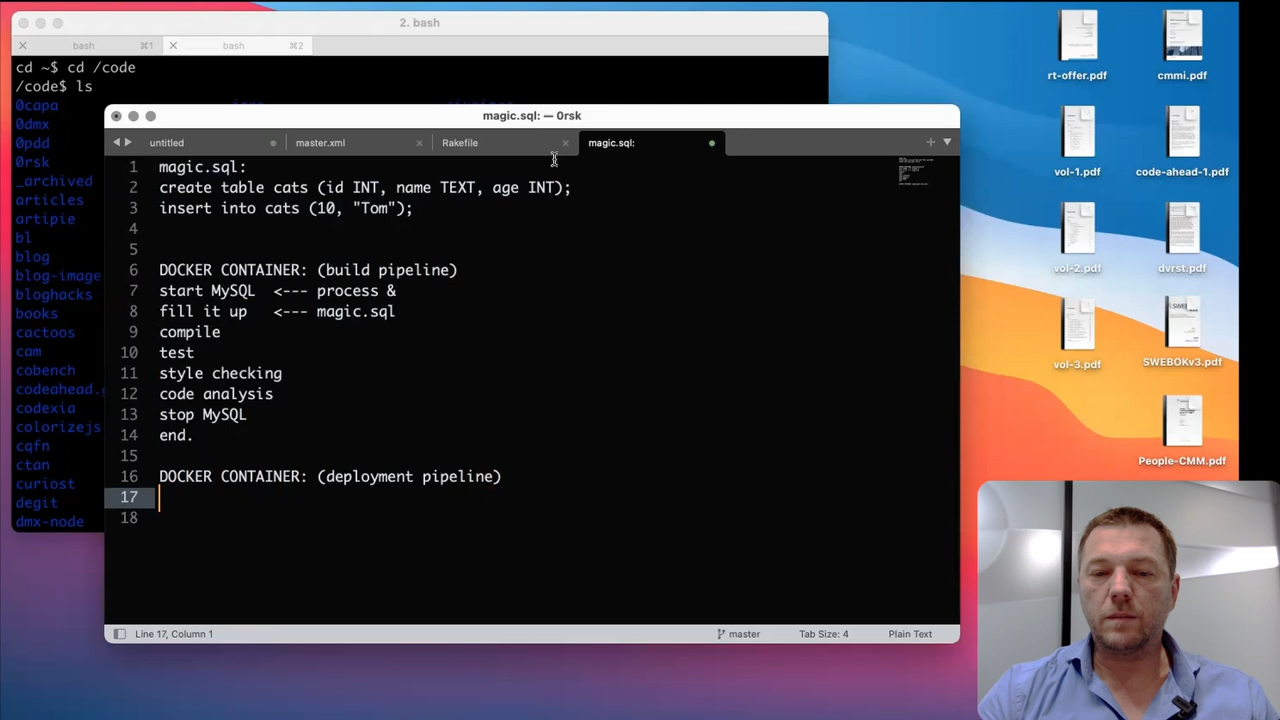 2. bash
bash ⌘1
bash ⌘2
cd ~$ cd /code
/code$ ls
0capa
0dmx
0pdd
0rsk
_archived
articles
artipie
bl
blog
blog-image
bloghacks
books
cactoos
cam
cobench
codeahead.
codexia
colorizejs
cqfn
ctan
curiost
degit
dmx-node
magic.sql: — 0rsk
untitled
master.xml
Rakefile
magic.sql:
1 magic.sql:
2 create table cats (id INT, name TEXT, age INT);
3 insert into cats (10, "Tom");
4
5
6 DOCKER CONTAINER: (build pipeline)
7 start MySQL <--- process &
8 fill it up <--- magic.sql
9 compile
10 test
11 style checking
12 code analysis
13 stop MySQL
14 end.
15
16 DOCKER CONTAINER: (deployment pipeline)
17
18
Line 17, Column 1
master
Tab Size: 4
Plain Text
rt-offer.pdf
cmmi.pdf
vol-1.pdf
code-ahead-1.pdf
vol-2.pdf
dvrst.pdf
vol-3.pdf
SWEBOKv3.pdf
People-CMM.pdf